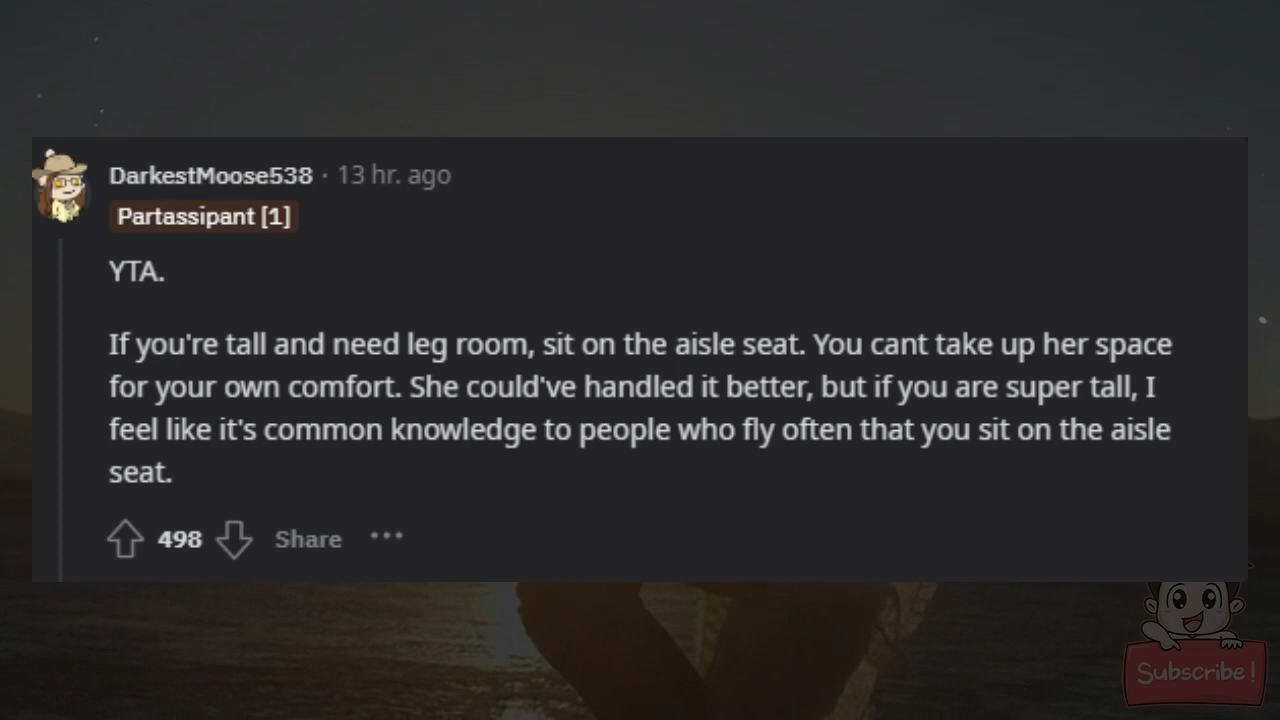 DarkestMoose538 · 13 hr. ago
Partassipant [1]
YTA.
If you're tall and need leg room, sit on the aisle seat. You cant take up her space
for your own comfort. She could've handled it better, but if you are super tall, I
feel like it's common knowledge to people who fly often that you sit on the aisle
seat.
498 Share ···
Subscribe!